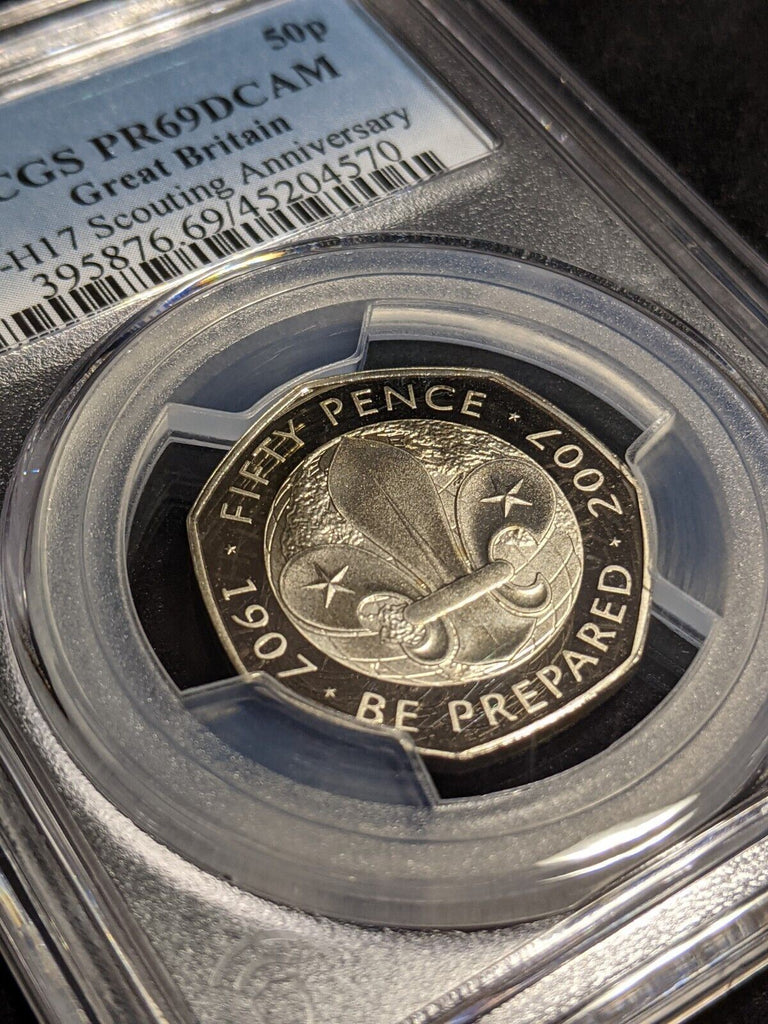 50p
CGS PR69DCAM
Great Britain
-H17 Scouting Anniversary
395876.69/45204570
FIFTY PENCE * 2007
1907 * BE PREPARED